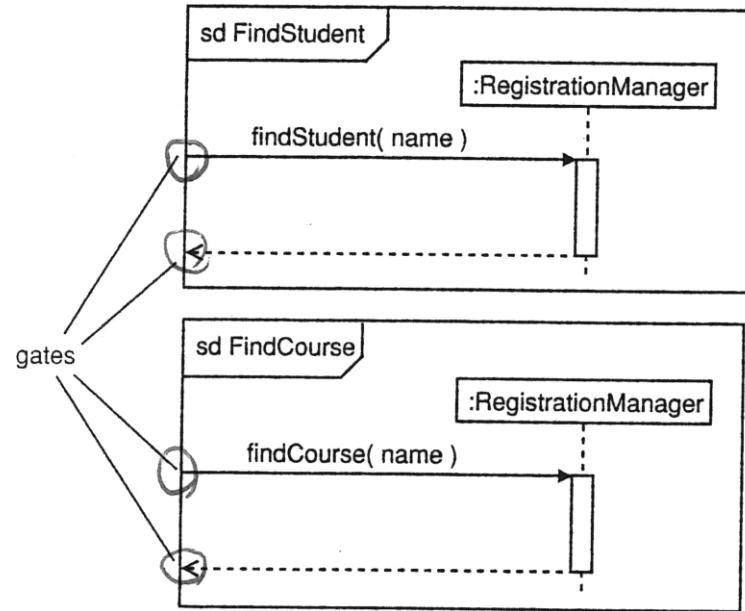 sd FindStudent
:RegistrationManager
findStudent( name )
gates
sd FindCourse
:RegistrationManager
findCourse( name )